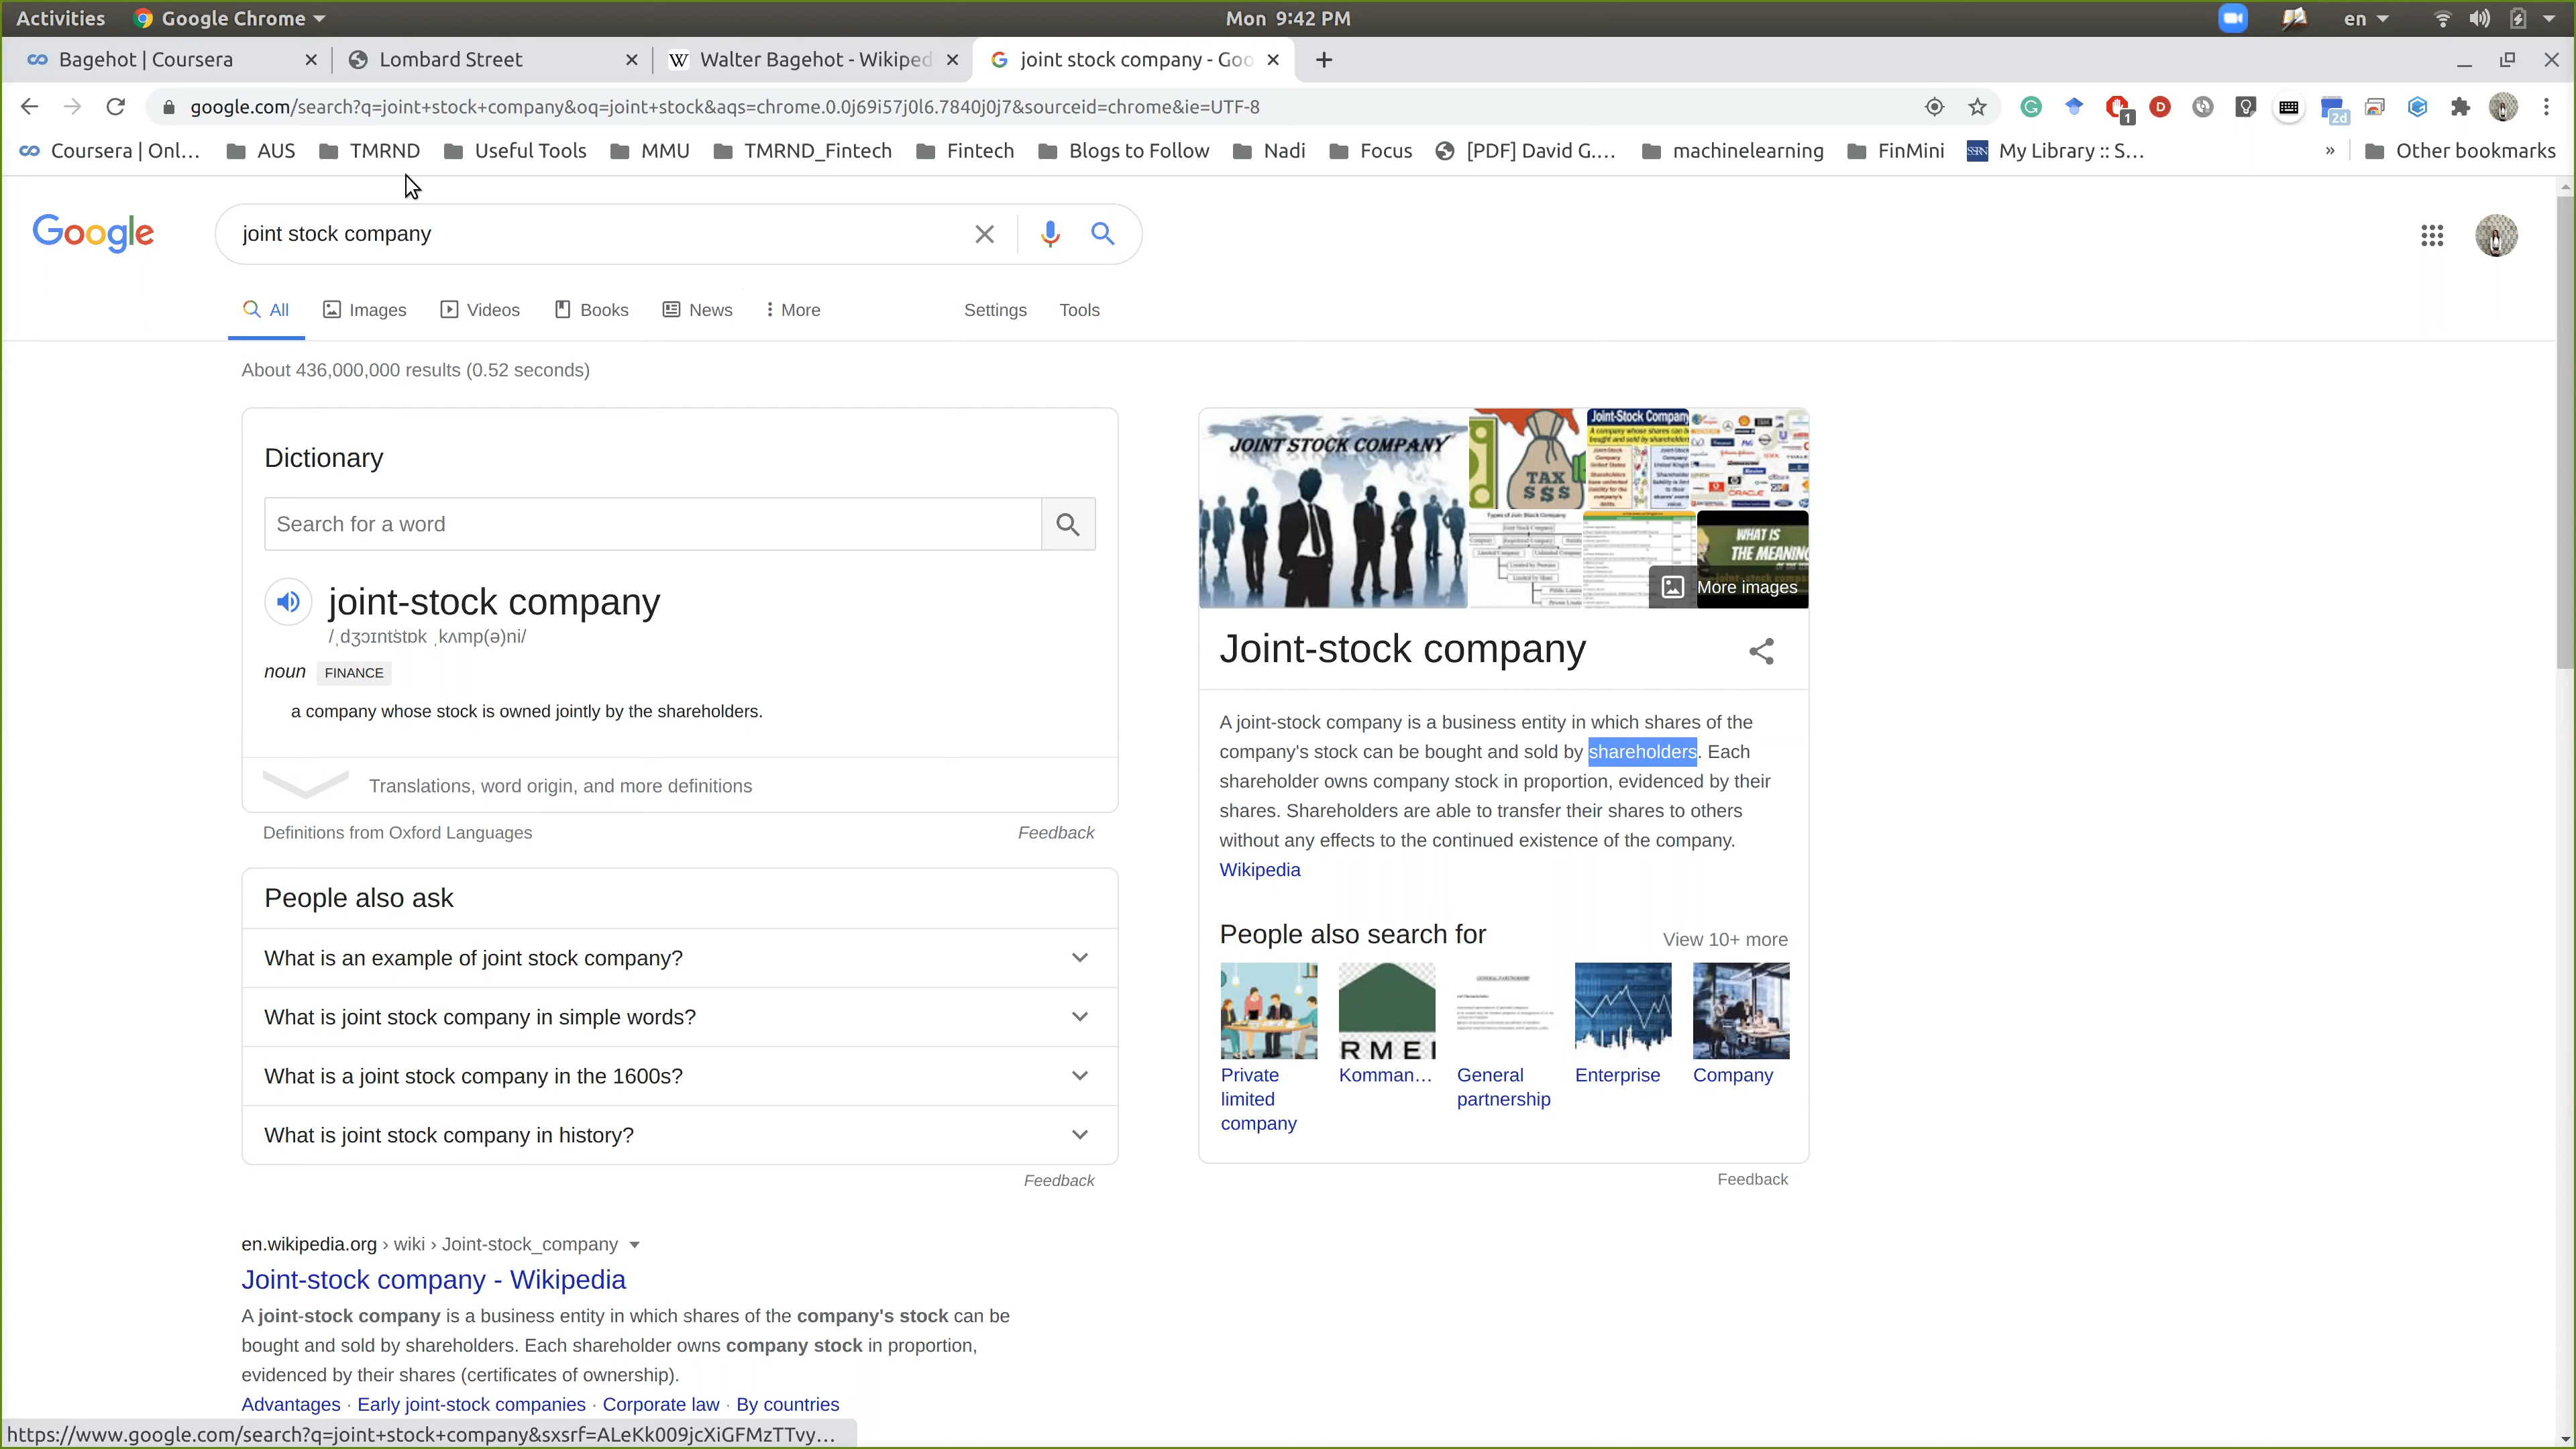 Activities Google Chrome Mon 9:42 PM en
Bagehot | Coursera Lombard Street Walter Bagehot - Wikiped joint stock company - Goo
google.com/search?q=joint+stock+company&oq=joint+stock&aqs=chrome.0.0j69i57j0l6.7840j0j7&sourceid=chrome&ie=UTF-8 1 2d
Coursera | Onl... AUS TMRND Useful Tools MMU TMRND_Fintech Fintech Blogs to Follow Nadi Focus [PDF] David G.... machinelearning FinMini SSRN My Library :: S... » Other bookmarks
Google joint stock company
All Images Videos Books News More Settings Tools
About 436,000,000 results (0.52 seconds)
Dictionary
Search for a word
joint-stock company
/ˌdʒɔɪntˈstɒk ˌkʌmp(ə)ni/
noun FINANCE
a company whose stock is owned jointly by the shareholders.
Translations, word origin, and more definitions
Definitions from Oxford Languages Feedback
People also ask
What is an example of joint stock company?
What is joint stock company in simple words?
What is a joint stock company in the 1600s?
What is joint stock company in history?
Feedback
en.wikipedia.org › wiki › Joint-stock_company
Joint-stock company - Wikipedia
A joint-stock company is a business entity in which shares of the company's stock can be
bought and sold by shareholders. Each shareholder owns company stock in proportion,
evidenced by their shares (certificates of ownership).
Advantages · Early joint-stock companies · Corporate law · By countries
https://www.google.com/search?q=joint+stock+company&sxsrf=ALeKk009jcXiGFMzTTvy...
JOINT STOCK COMPANY
TAX
$$$
Joint-Stock Company
WHAT IS
THE MEANING
More images
Joint-stock company
A joint-stock company is a business entity in which shares of the
company's stock can be bought and sold by shareholders. Each
shareholder owns company stock in proportion, evidenced by their
shares. Shareholders are able to transfer their shares to others
without any effects to the continued existence of the company.
Wikipedia
People also search for View 10+ more
GENERAL PARTNERSHIP
RMEI
Private limited company
Komman...
General partnership
Enterprise
Company
Feedback